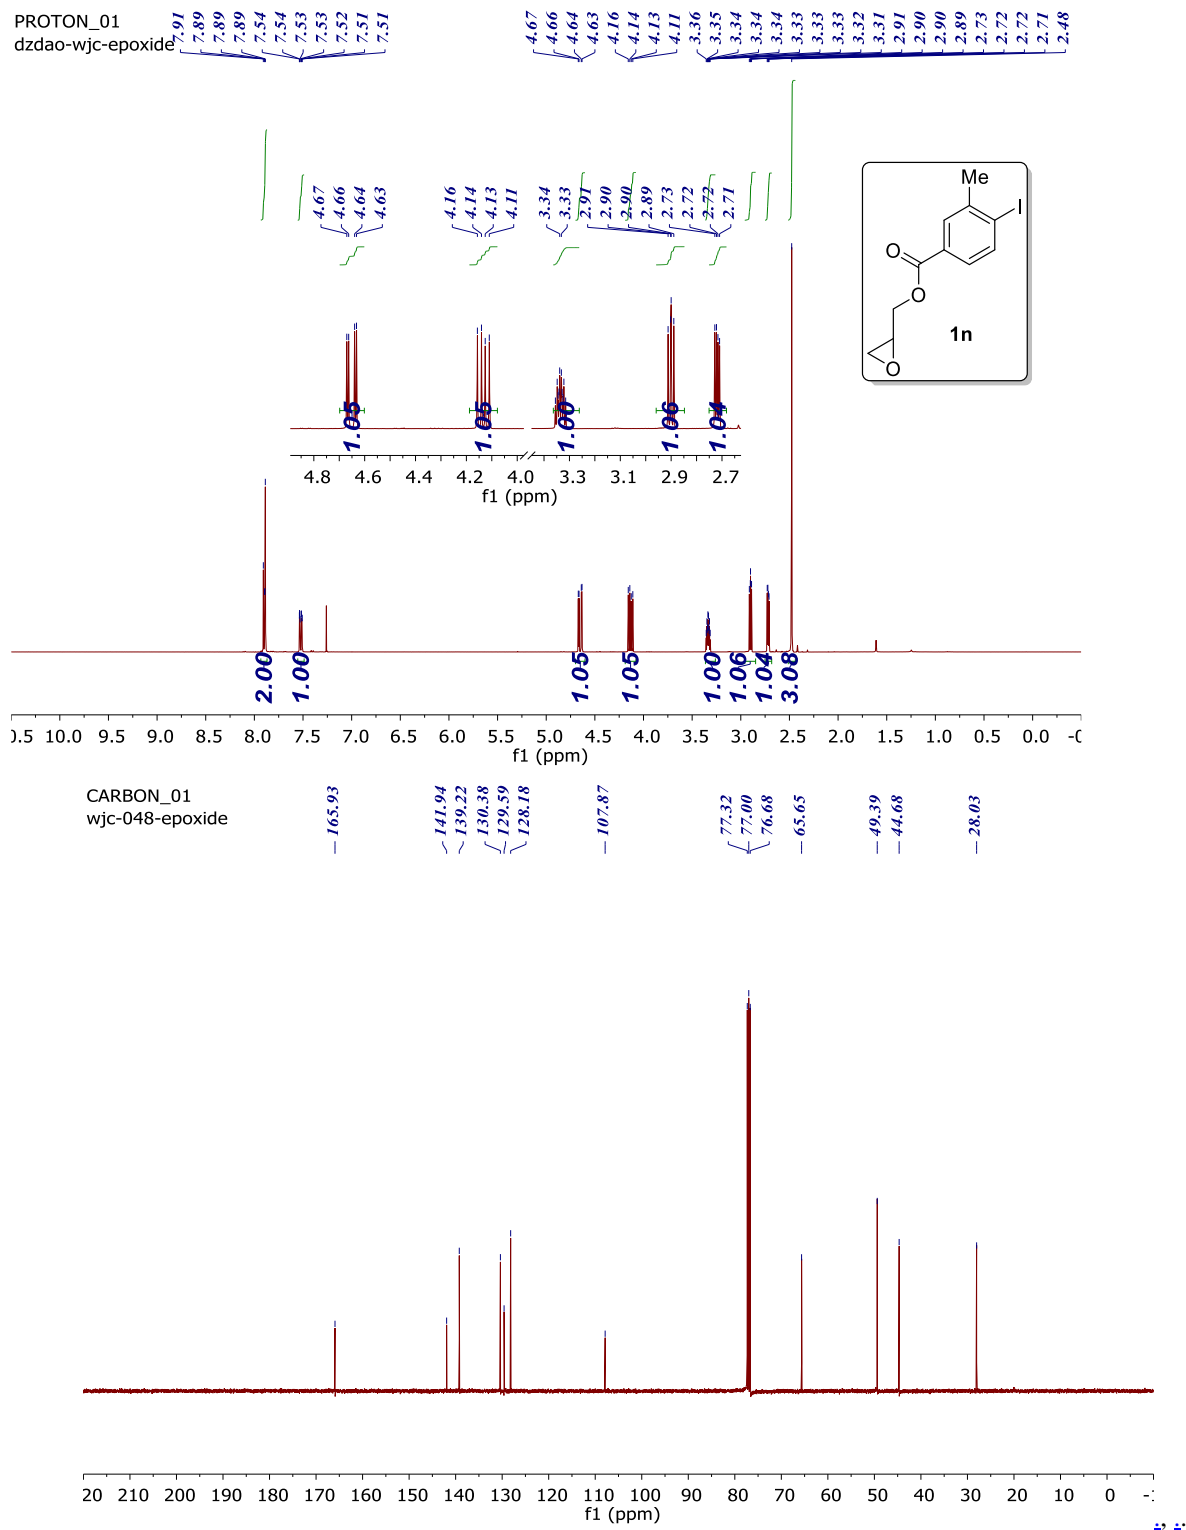 PROTON_01
dzdao-wjc-epoxide
7.91 7.89 7.89 7.89 7.54 7.54 7.53 7.53 7.52 7.51 7.51 4.67 4.66 4.64 4.63 4.16 4.14 4.13 4.11 3.36 3.35 3.34 3.34 3.34 3.33 3.33 3.33 3.32 3.31 2.91 2.90 2.90 2.89 2.73 2.72 2.72 2.71 2.48
4.67 4.66 4.64 4.63 4.16 4.14 4.13 4.11 3.34 3.33 2.91 2.90 2.90 2.89 2.73 2.72 2.72 2.71
Me
I
O
O
1n
O
1.05 1.05 1.00 1.06 1.04
4.8 4.6 4.4 4.2 4.0 3.3 3.1 2.9 2.7
f1 (ppm)
2.00 1.00 1.05 1.05 1.00 1.06 1.04 3.08
0.5 10.0 9.5 9.0 8.5 8.0 7.5 7.0 6.5 6.0 5.5 5.0 4.5 4.0 3.5 3.0 2.5 2.0 1.5 1.0 0.5 0.0 -0
f1 (ppm)
CARBON_01
wjc-048-epoxide
165.93 141.94 139.22 130.38 129.59 128.18 107.87 77.32 77.00 76.68 65.65 49.39 44.68 28.03
20 210 200 190 180 170 160 150 140 130 120 110 100 90 80 70 60 50 40 30 20 10 0 -1
f1 (ppm)